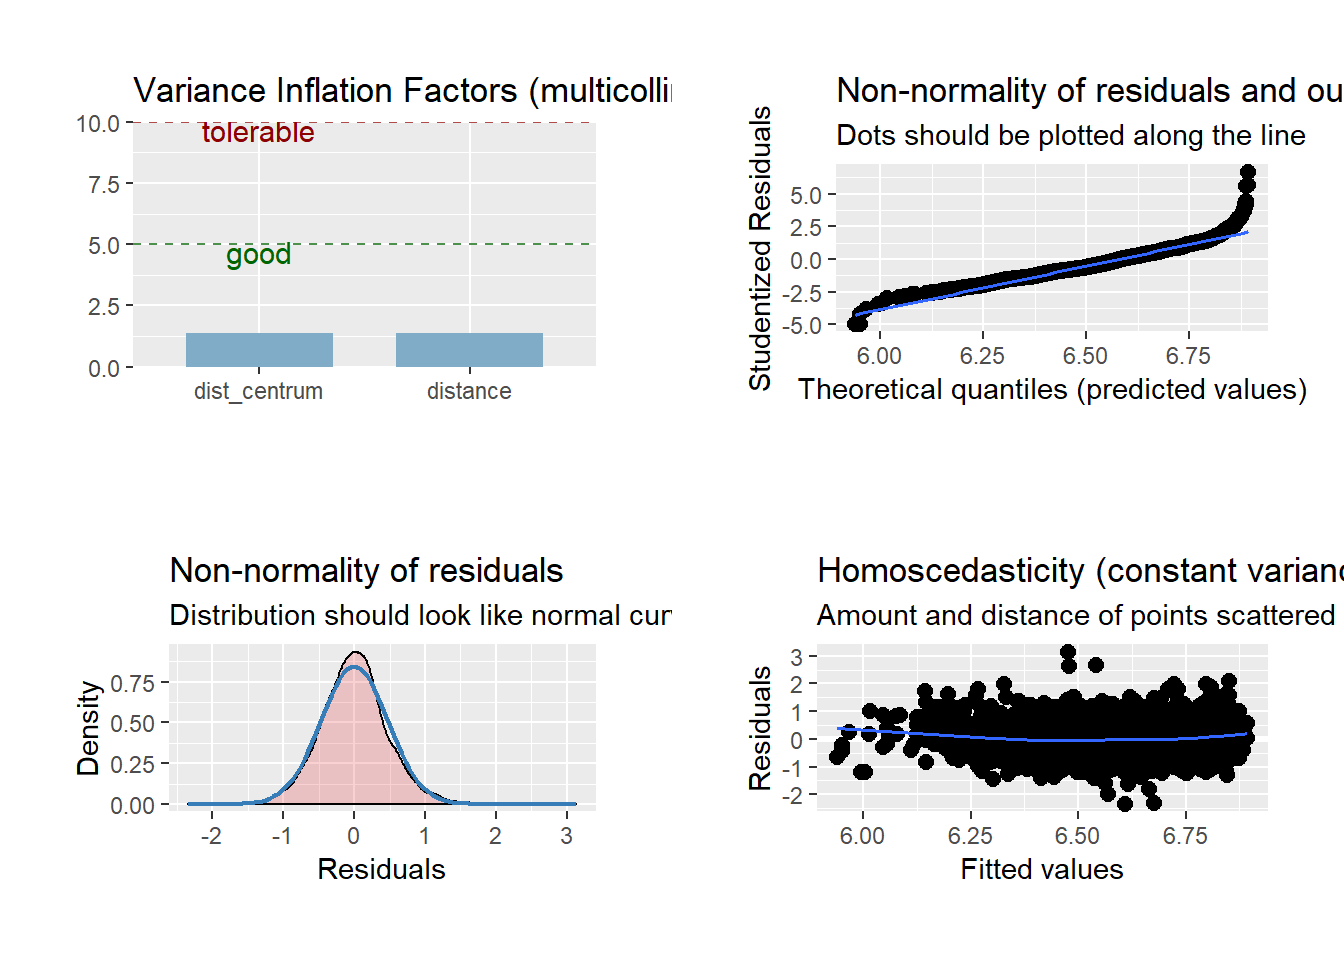 Variance Inflation Factors (multicolli
10.0
tolerable
7.5
5.0
good
2.5
0.0
dist_centrum distance
Non-normality of residuals and ou
Dots should be plotted along the line
Studentized Residuals
5.0
2.5
0.0
-2.5
-5.0
6.00 6.25 6.50 6.75
Theoretical quantiles (predicted values)
Non-normality of residuals
Distribution should look like normal cur
Density
0.75
0.50
0.25
0.00
-2 -1 0 1 2 3
Residuals
Homoscedasticity (constant varianc
Amount and distance of points scattered
Residuals
3
2
1
0
-1
-2
6.00 6.25 6.50 6.75
Fitted values